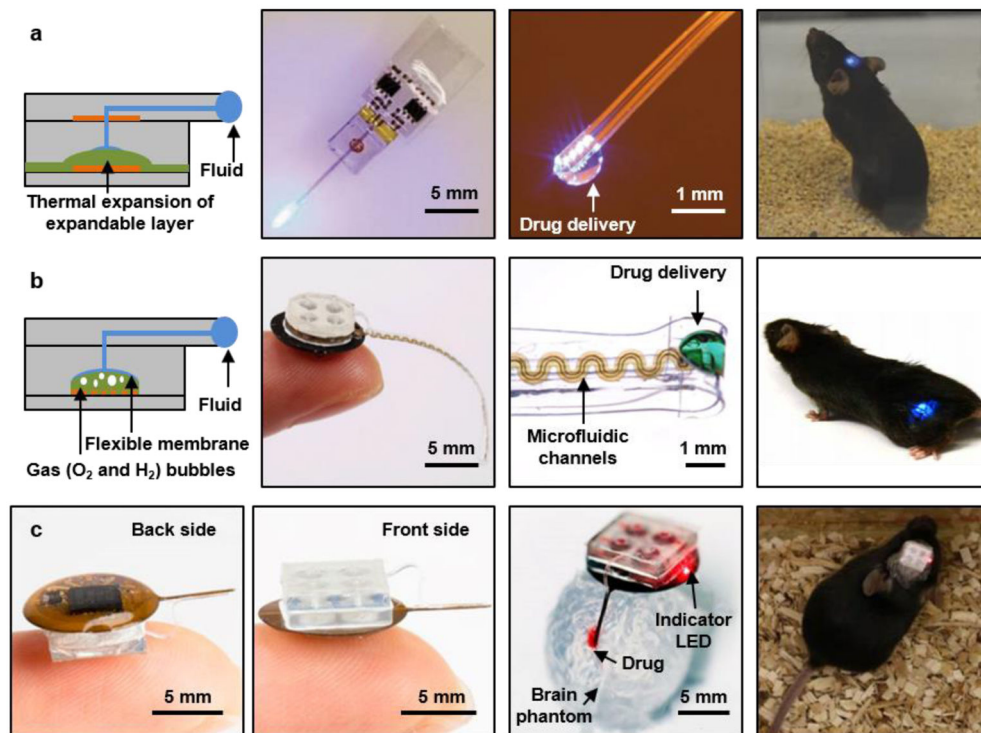 a
Fluid
Thermal expansion of
expandable layer
5 mm
Drug delivery
1 mm
b
Fluid
Flexible membrane
Gas (O₂ and H₂) bubbles
5 mm
Drug delivery
Microfluidic
channels
1 mm
c
Back side
5 mm
Front side
5 mm
Indicator
LED
Drug
Brain
phantom
5 mm